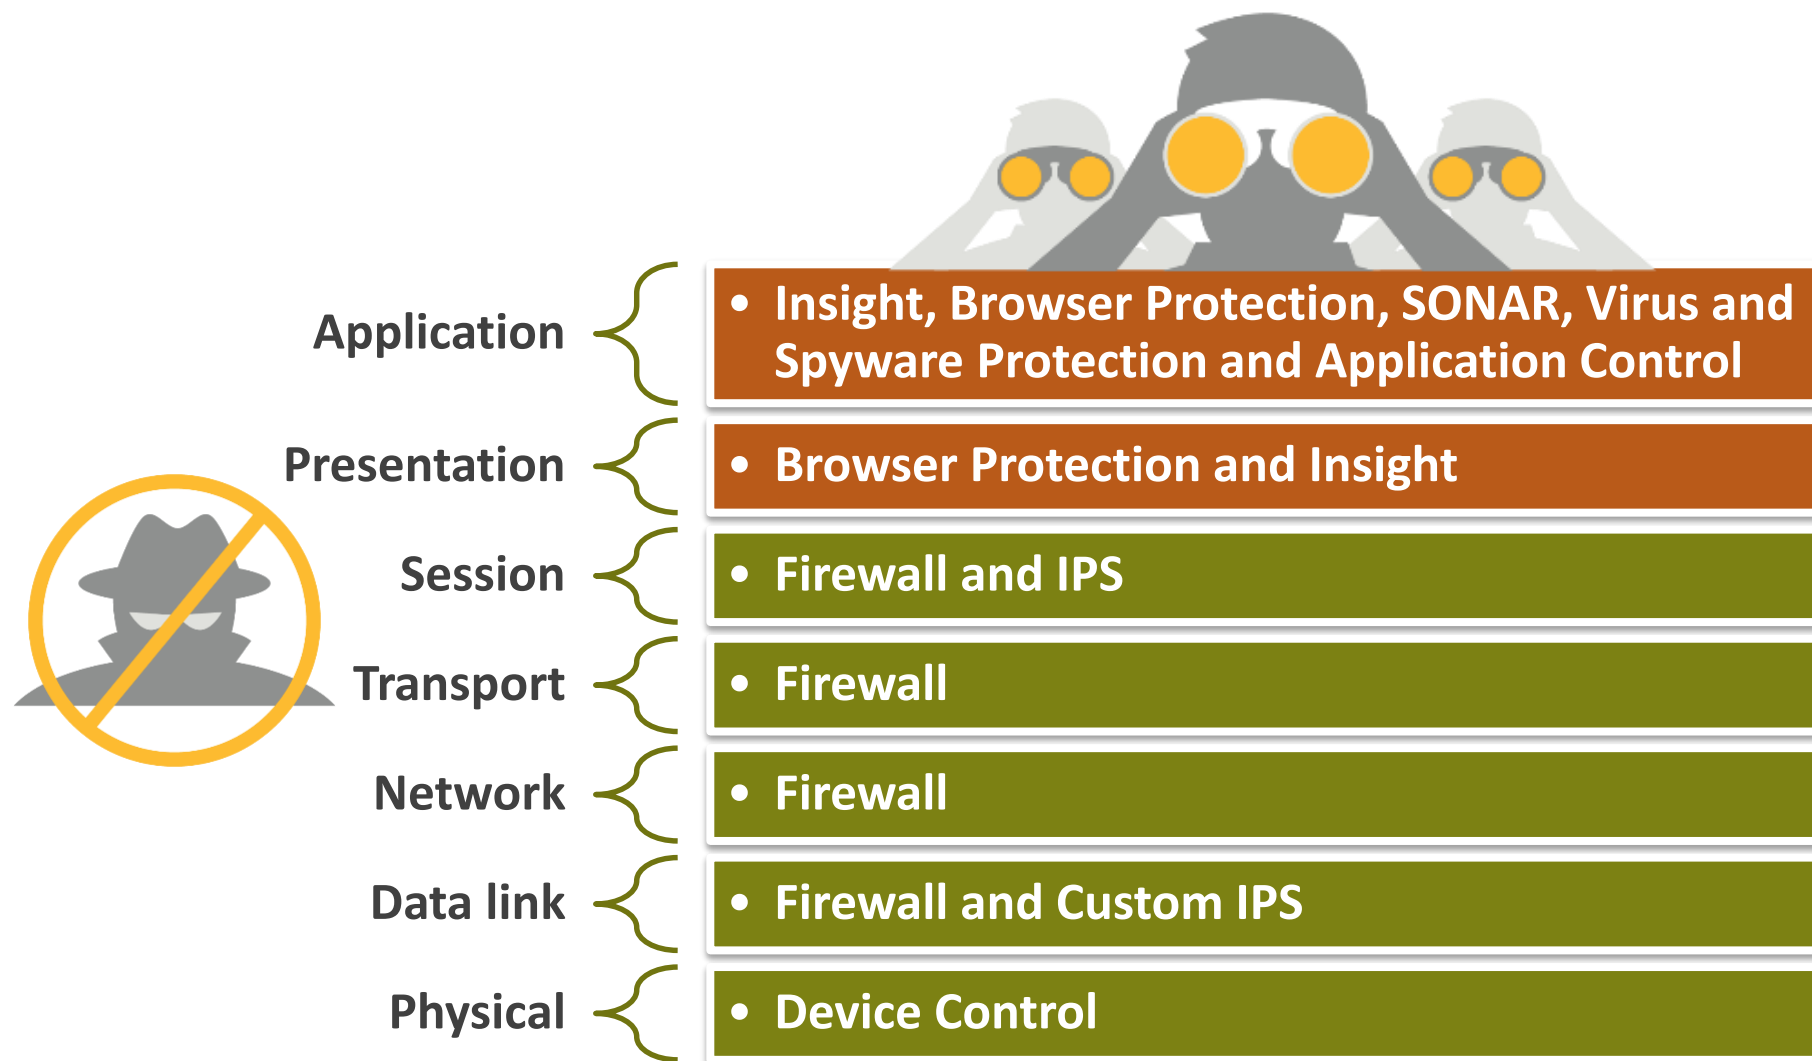 Application
• Insight, Browser Protection, SONAR, Virus and
Spyware Protection and Application Control
Presentation
• Browser Protection and Insight
Session
• Firewall and IPS
Transport
• Firewall
Network
• Firewall
Data link
• Firewall and Custom IPS
Physical
• Device Control